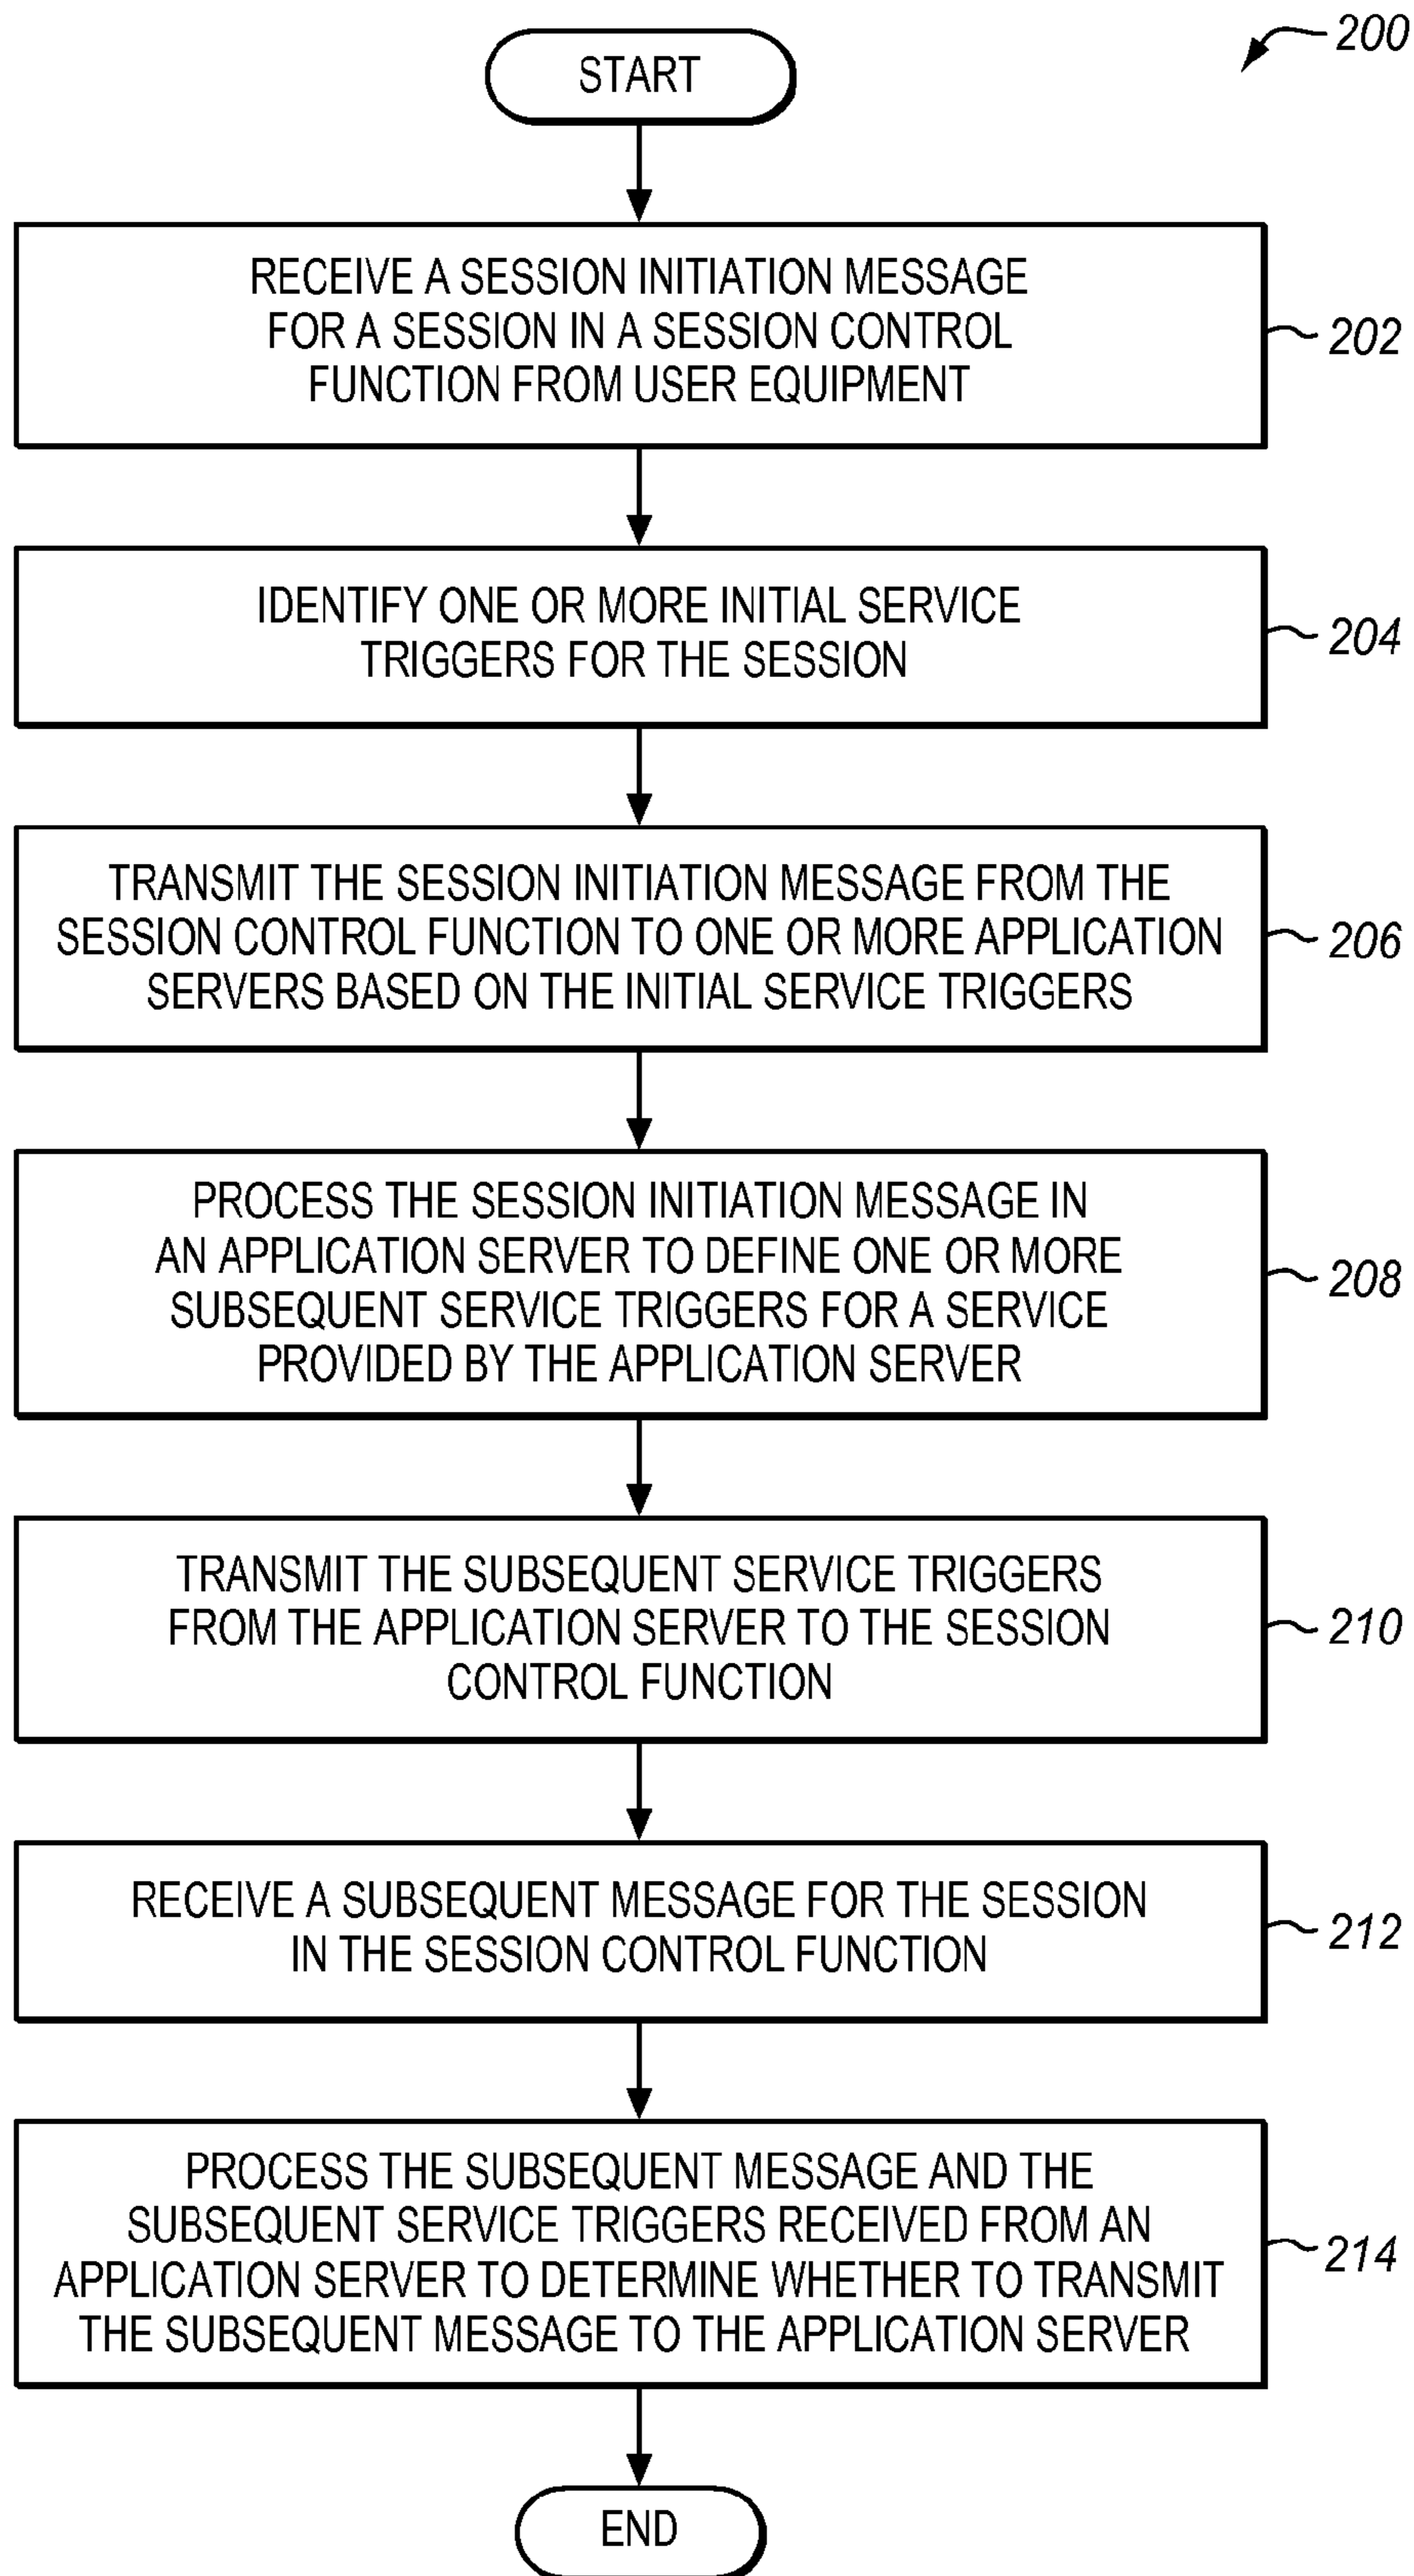 START
200
RECEIVE A SESSION INITIATION MESSAGE
FOR A SESSION IN A SESSION CONTROL
FUNCTION FROM USER EQUIPMENT
202
IDENTIFY ONE OR MORE INITIAL SERVICE
TRIGGERS FOR THE SESSION
204
TRANSMIT THE SESSION INITIATION MESSAGE FROM THE
SESSION CONTROL FUNCTION TO ONE OR MORE APPLICATION
SERVERS BASED ON THE INITIAL SERVICE TRIGGERS
206
PROCESS THE SESSION INITIATION MESSAGE IN
AN APPLICATION SERVER TO DEFINE ONE OR MORE
SUBSEQUENT SERVICE TRIGGERS FOR A SERVICE
PROVIDED BY THE APPLICATION SERVER
208
TRANSMIT THE SUBSEQUENT SERVICE TRIGGERS
FROM THE APPLICATION SERVER TO THE SESSION
CONTROL FUNCTION
210
RECEIVE A SUBSEQUENT MESSAGE FOR THE SESSION
IN THE SESSION CONTROL FUNCTION
212
PROCESS THE SUBSEQUENT MESSAGE AND THE
SUBSEQUENT SERVICE TRIGGERS RECEIVED FROM AN
APPLICATION SERVER TO DETERMINE WHETHER TO TRANSMIT
THE SUBSEQUENT MESSAGE TO THE APPLICATION SERVER
214
END